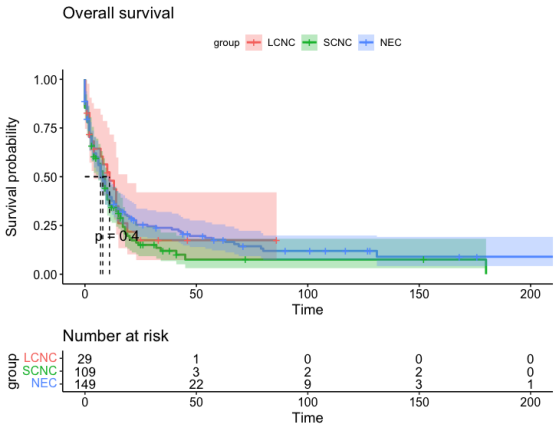 Overall survival
group LCNC SCNC NEC
Survival probability
1.00
0.75
0.50
0.25
0.00
p = 0.4
0 50 100 150 200
Time
Number at risk
group
LCNC 29 1 0 0 0
SCNC 109 3 2 2 0
NEC 149 22 9 3 1
0 50 100 150 200
Time